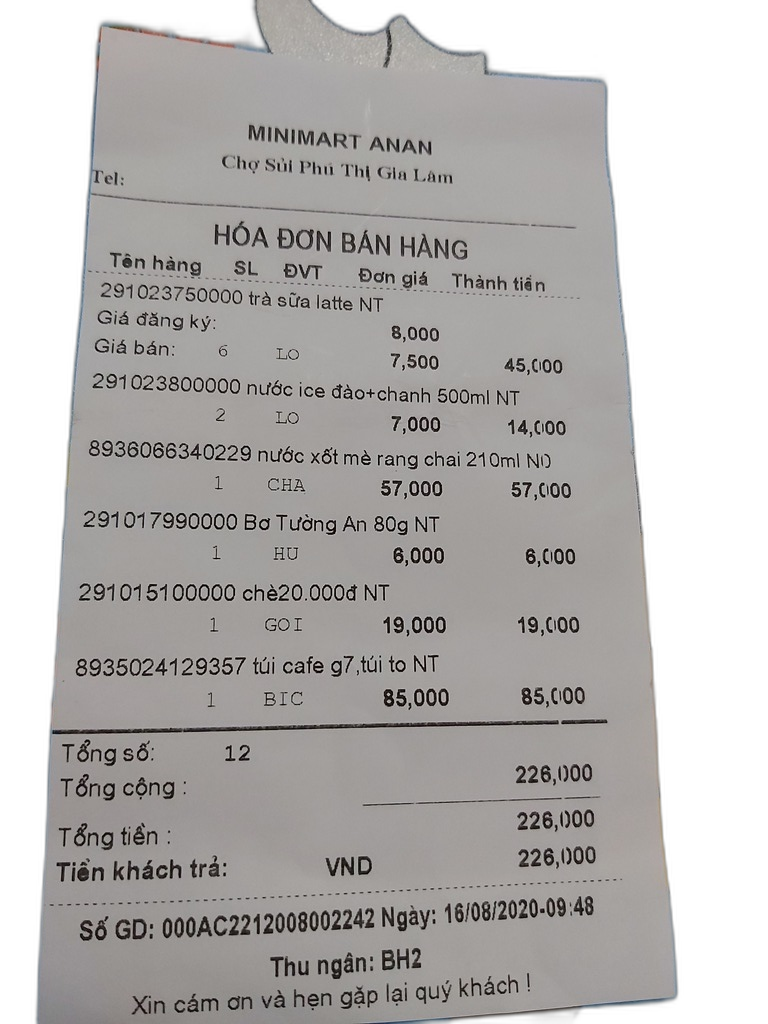 MINIMART ANAN
Chợ Sủi Phú Thị Gia Lâm
Tel:
HÓA ĐƠN BÁN HÀNG
Tên hàng SL ĐVT Đơn giá Thành tiền
291023750000 trà sữa latte NT
Giá đăng ký: 8,000
Giá bán: 6 LO 7,500 45,000
291023800000 nước ice đào+chanh 500ml NT
2 LO 7,000 14,000
8936066340229 nước xốt mè rang chai 210ml NO
1 CHA 57,000 57,000
291017990000 Bơ Tường An 80g NT
1 HU 6,000 6,000
291015100000 chè20.000đ NT
1 GOI 19,000 19,000
8935024129357 túi cafe g7,túi to NT
1 BIC 85,000 85,000
Tổng số: 12
Tổng cộng : 226,000
Tổng tiền : 226,000
Tiền khách trả: VND 226,000
Số GD: 000AC2212008002242 Ngày: 16/08/2020-09:48
Thu ngân: BH2
Xin cám ơn và hẹn gặp lại quý khách !